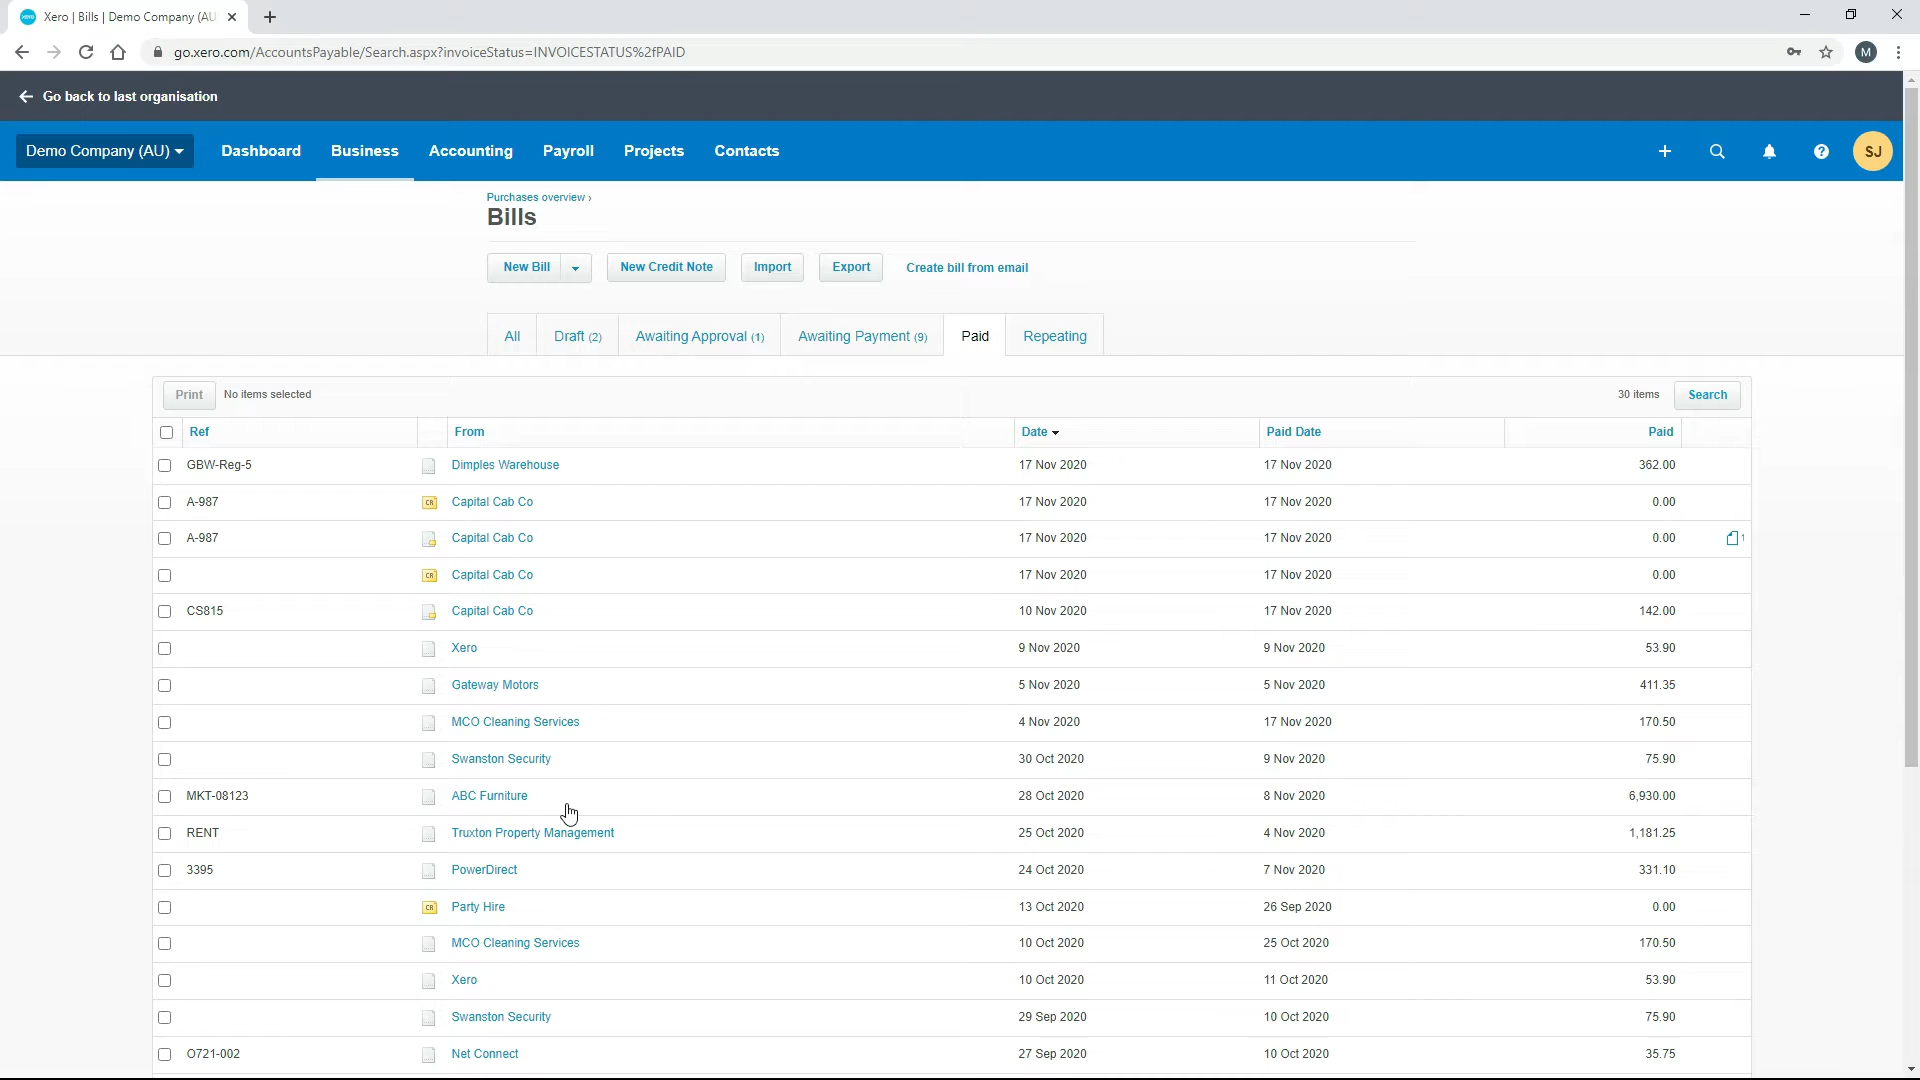 Xero | Bills | Demo Company (AU
go.xero.com/AccountsPayable/Search.aspx?invoiceStatus=INVOICESTATUS%2fPAID
M
Go back to last organisation
Demo Company (AU) Dashboard Business Accounting Payroll Projects Contacts SJ
Purchases overview ›
Bills
New Bill New Credit Note Import Export Create bill from email
All Draft (2) Awaiting Approval (1) Awaiting Payment (9) Paid Repeating
Print No items selected 30 items Search
Ref From Date Paid Date Paid
GBW-Reg-5 Dimples Warehouse 17 Nov 2020 17 Nov 2020 362.00
A-987 CR Capital Cab Co 17 Nov 2020 17 Nov 2020 0.00
A-987 Capital Cab Co 17 Nov 2020 17 Nov 2020 0.00 1
CR Capital Cab Co 17 Nov 2020 17 Nov 2020 0.00
CS815 Capital Cab Co 10 Nov 2020 17 Nov 2020 142.00
Xero 9 Nov 2020 9 Nov 2020 53.90
Gateway Motors 5 Nov 2020 5 Nov 2020 411.35
MCO Cleaning Services 4 Nov 2020 17 Nov 2020 170.50
Swanston Security 30 Oct 2020 9 Nov 2020 75.90
MKT-08123 ABC Furniture 28 Oct 2020 8 Nov 2020 6,930.00
RENT Truxton Property Management 25 Oct 2020 4 Nov 2020 1,181.25
3395 PowerDirect 24 Oct 2020 7 Nov 2020 331.10
CR Party Hire 13 Oct 2020 26 Sep 2020 0.00
MCO Cleaning Services 10 Oct 2020 25 Oct 2020 170.50
Xero 10 Oct 2020 11 Oct 2020 53.90
Swanston Security 29 Sep 2020 10 Oct 2020 75.90
O721-002 Net Connect 27 Sep 2020 10 Oct 2020 35.75